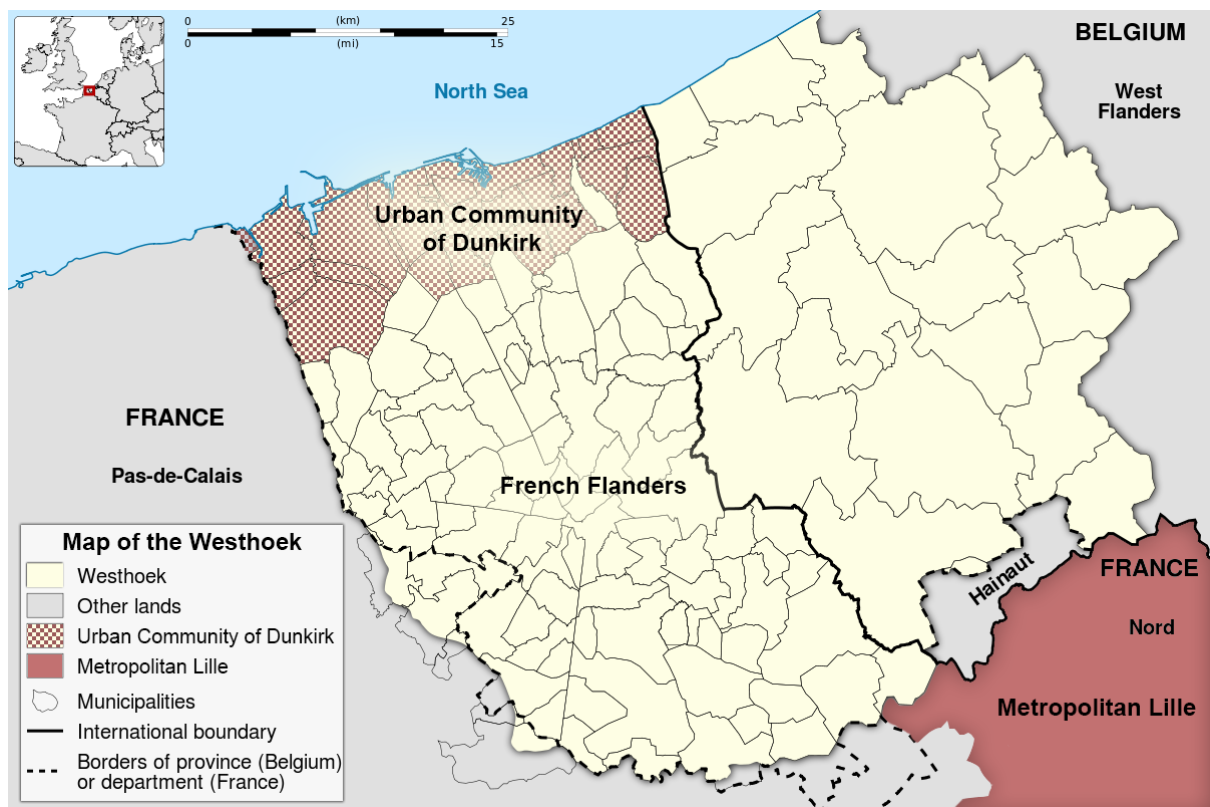 0
(km)
25
0
(mi)
15
BELGIUM
West
Flanders
North Sea
Urban Community
of Dunkirk
FRANCE
Pas-de-Calais
French Flanders
Map of the Westhoek
Westhoek
Other lands
Urban Community of Dunkirk
Metropolitan Lille
Municipalities
International boundary
Borders of province (Belgium)
or department (France)
Hainaut
FRANCE
Nord
Metropolitan Lille